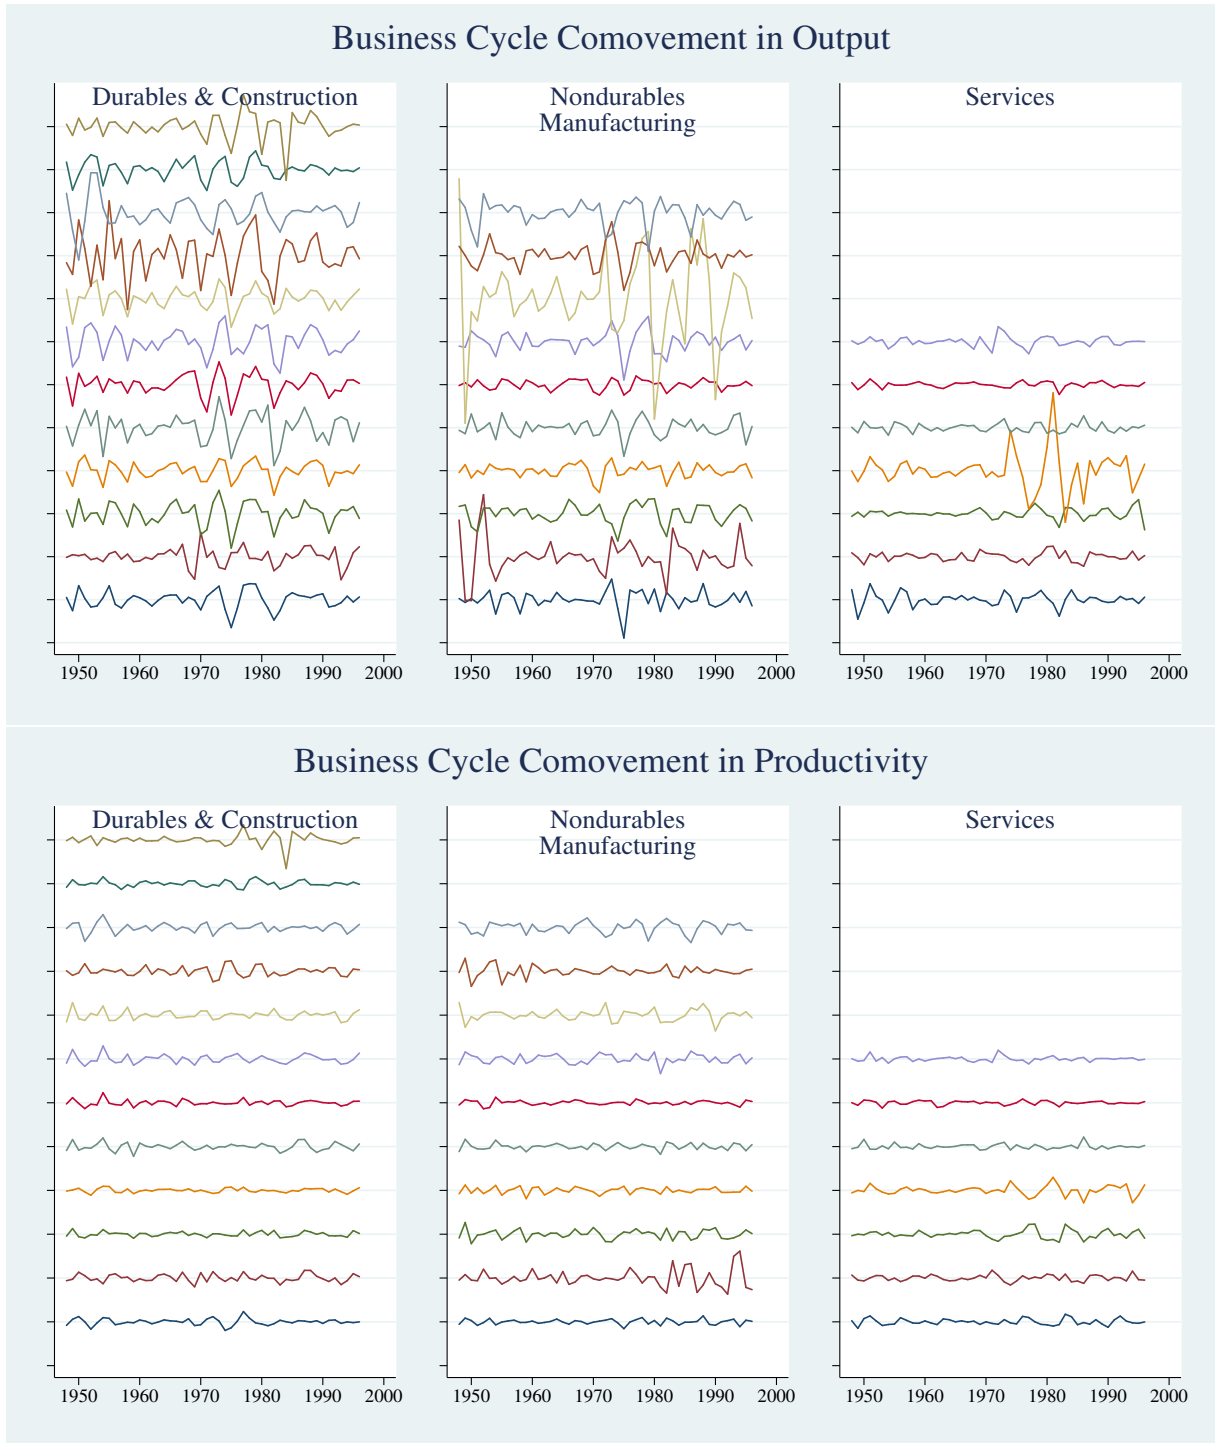 Business Cycle Comovement in Output
Durables & Construction
Nondurables
Manufacturing
Services
1950 1960 1970 1980 1990 2000
1950 1960 1970 1980 1990 2000
1950 1960 1970 1980 1990 2000
Business Cycle Comovement in Productivity
Durables & Construction
Nondurables
Manufacturing
Services
1950 1960 1970 1980 1990 2000
1950 1960 1970 1980 1990 2000
1950 1960 1970 1980 1990 2000